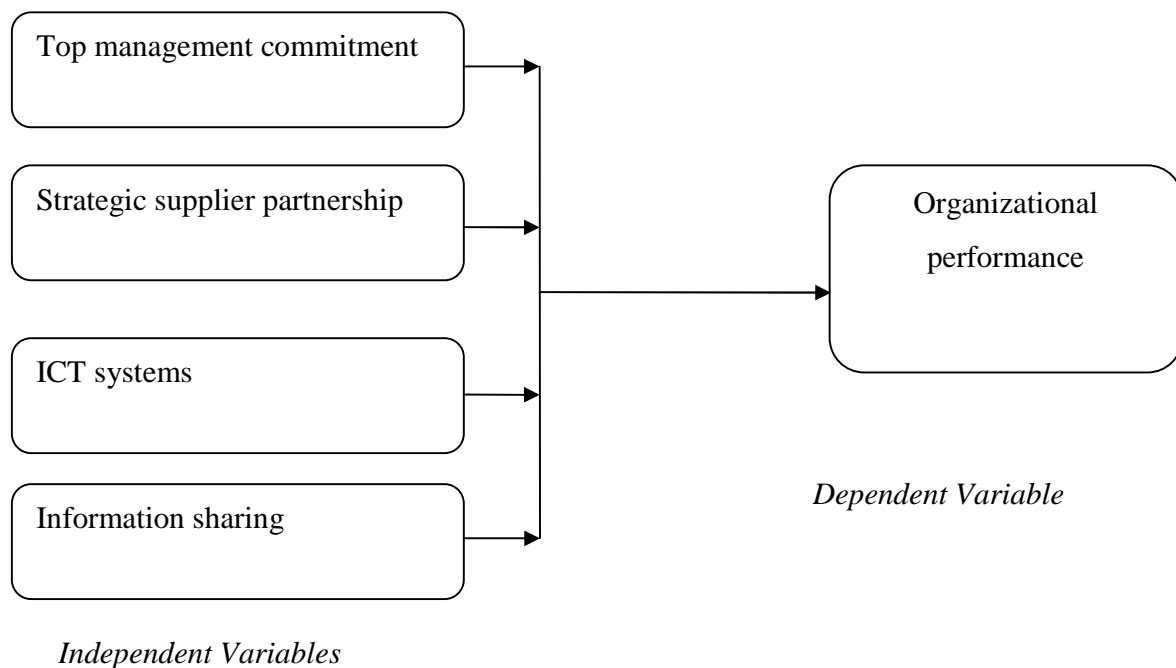 Top management commitment
Strategic supplier partnership
ICT systems
Information sharing
Independent Variables
Organizational
performance
Dependent Variable